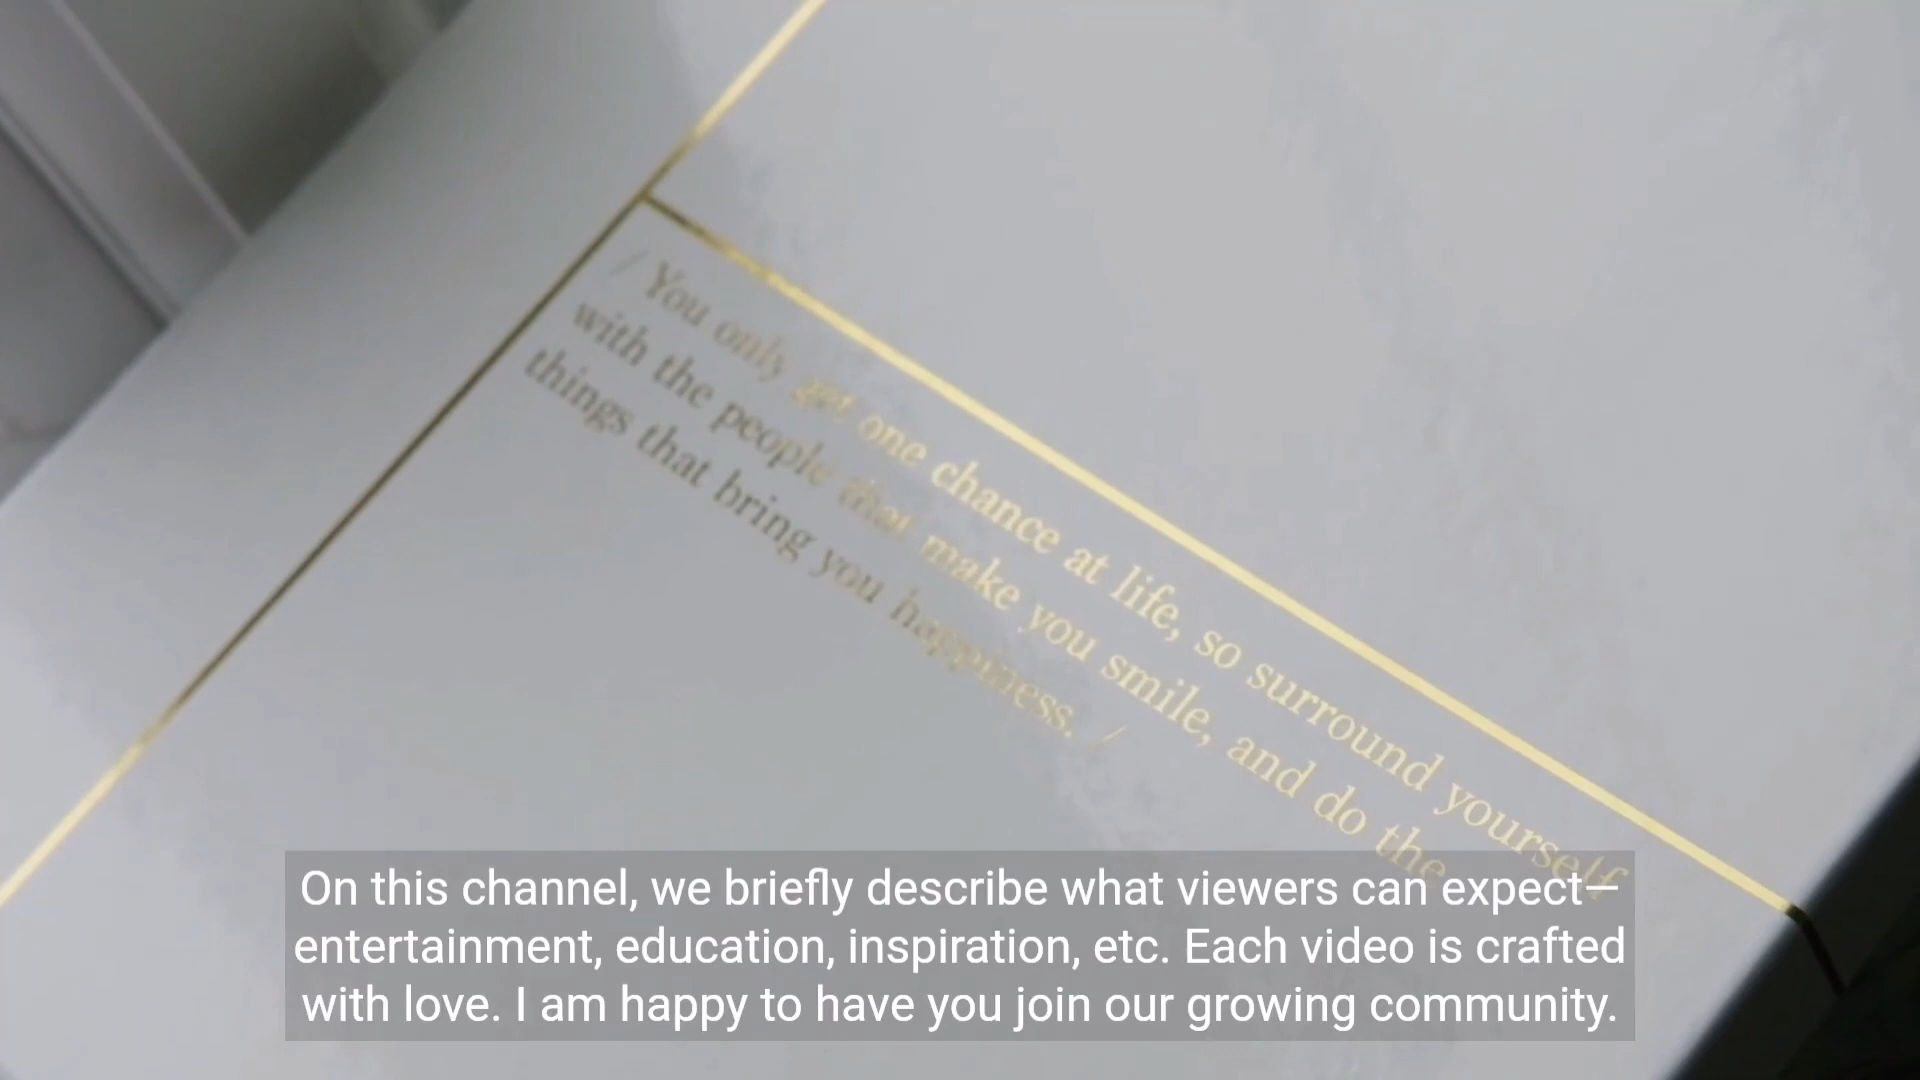 / You only get one chance at life, so surround yourself
with the people that make you smile, and do the
things that bring you happiness. /
On this channel, we briefly describe what viewers can expect—
entertainment, education, inspiration, etc. Each video is crafted
with love. I am happy to have you join our growing community.